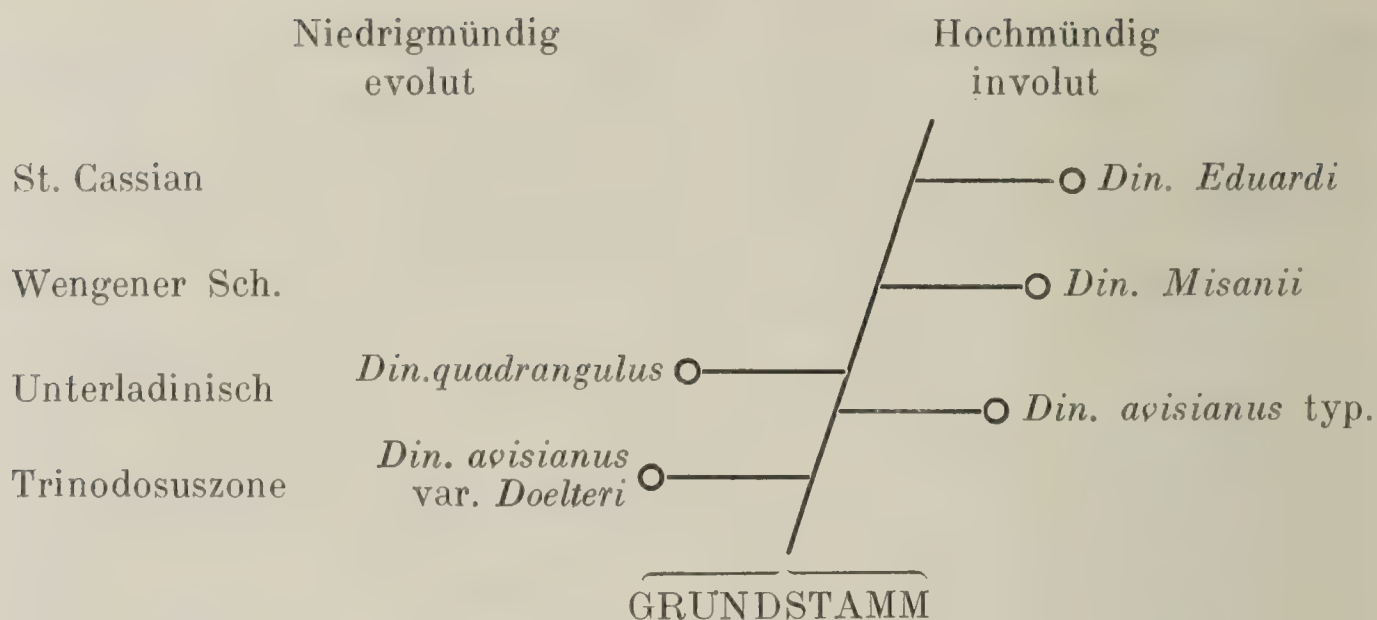 Niedrigmündig
evolut
Hochmündig
involut
St. Cassian
Din. Eduardi
Wengener Sch.
Din. Misanii
Unterladinisch
Din.quadrangulus
Din. avisianus typ.
Trinodosuszone
Din. avisianus
var. Doelteri
GRUNDSTAMM